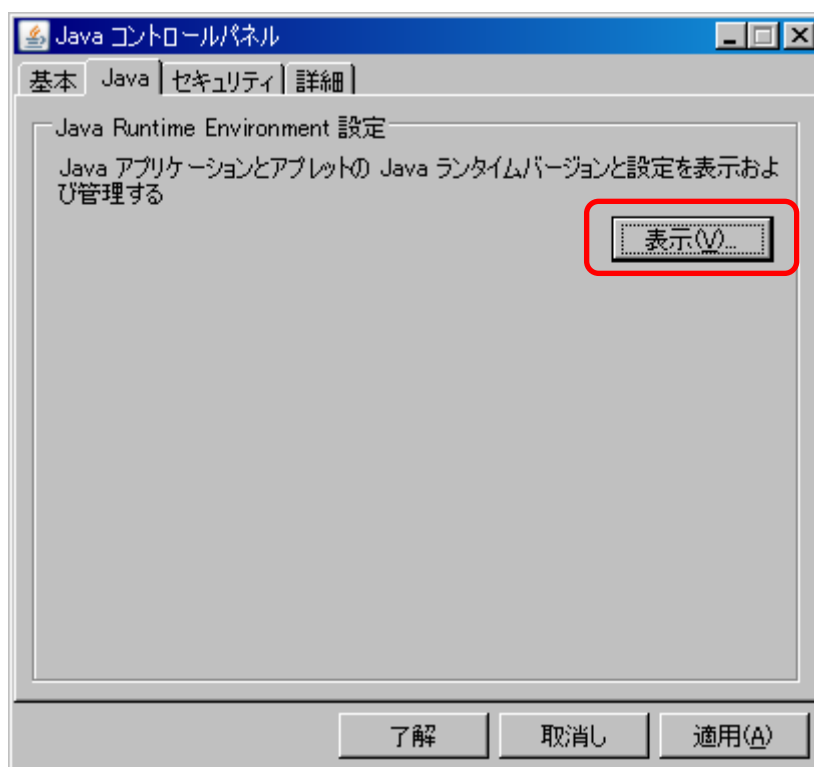 Java コントロールパネル
基本 Java セキュリティ 詳細
Java Runtime Environment 設定
Java アプリケーションとアプレットの Java ランタイムバージョンと設定を表示およ
び管理する
表示(V)...
了解 取消し 適用(A)